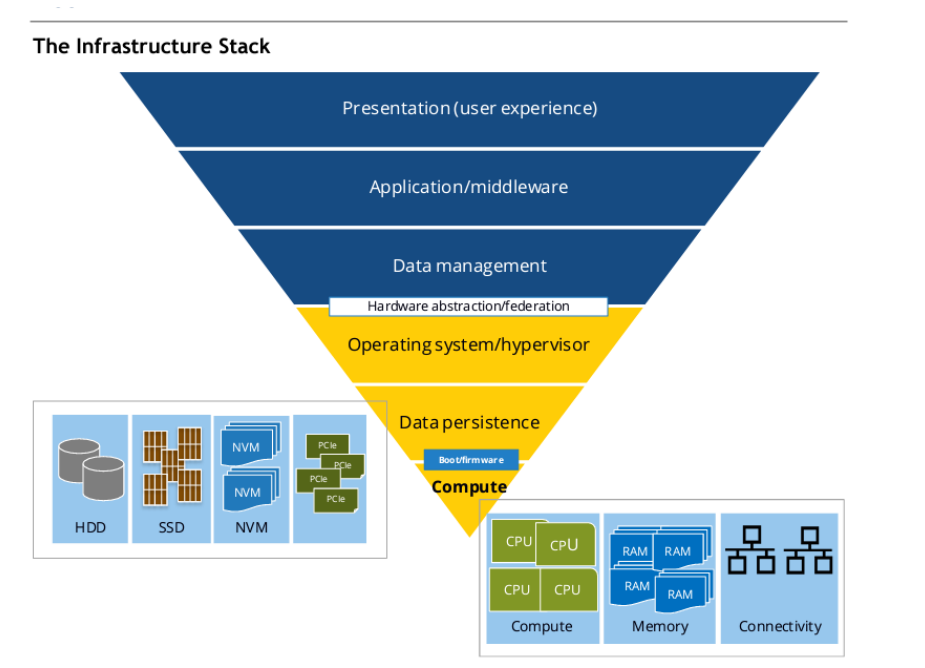 The Infrastructure Stack
Presentation (user experience)
Application/middleware
Data management
Hardware abstraction/federation
Operating system/hypervisor
Data persistence
Boot/firmware
Compute
NVM
NVM
PCIe
PCIe
PCIe
PCIe
HDD
SSD
NVM
CPU
CPU
CPU
CPU
RAM
RAM
RAM
RAM
Compute
Memory
Connectivity